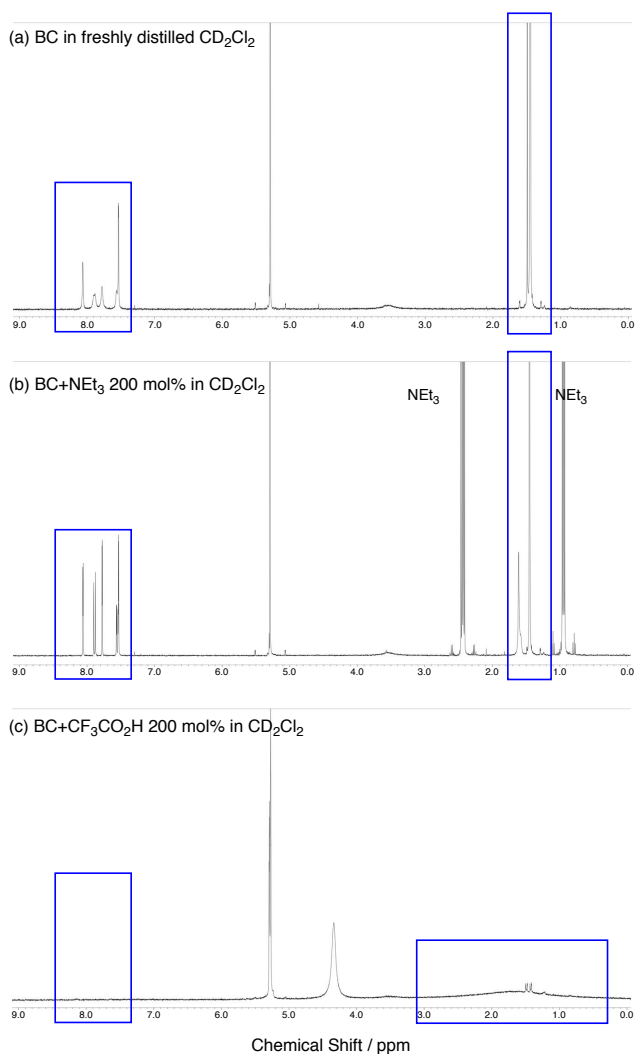 (a) BC in freshly distilled CD₂Cl₂
9.0 8.0 7.0 6.0 5.0 4.0 3.0 2.0 1.0 0.0
(b) BC+NEt₃ 200 mol% in CD₂Cl₂
NEt₃ NEt₃
9.0 8.0 7.0 6.0 5.0 4.0 3.0 2.0 1.0 0.0
(c) BC+CF₃CO₂H 200 mol% in CD₂Cl₂
9.0 8.0 7.0 6.0 5.0 4.0 3.0 2.0 1.0 0.0
Chemical Shift / ppm